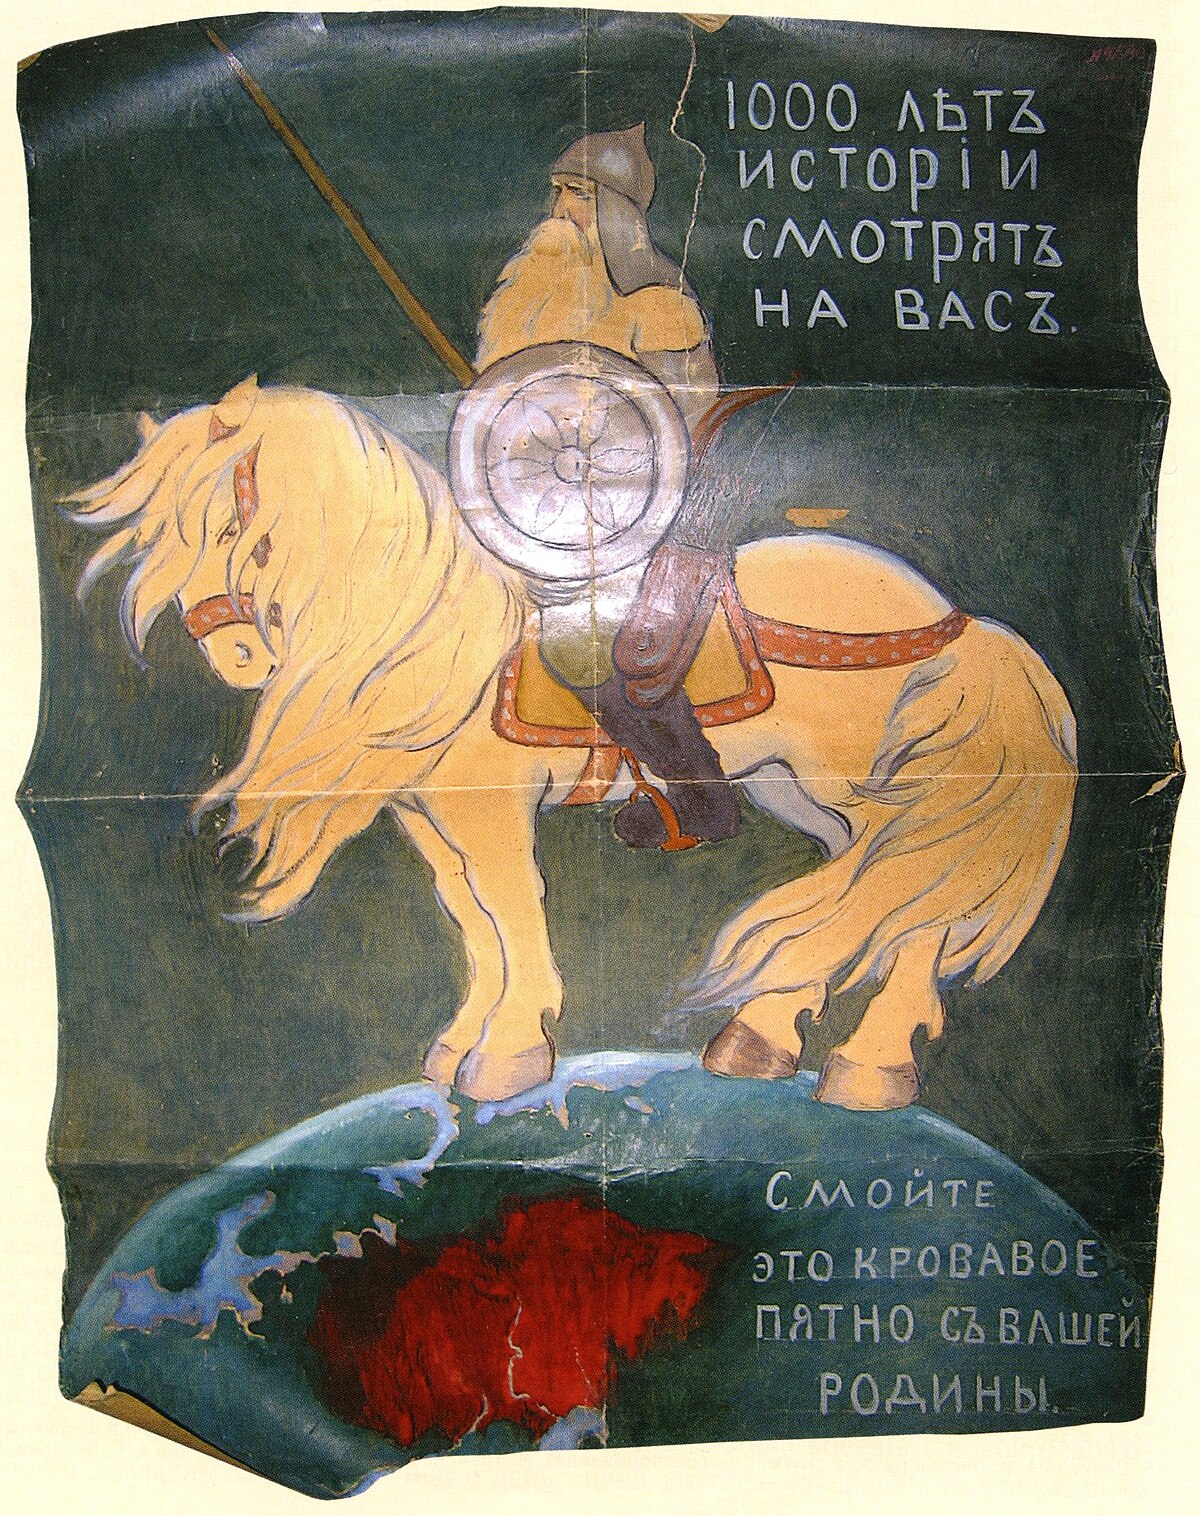 1000 ЛѢТЪ
ИСТОРІИ
СМОТРЯТЪ
НА ВАСЪ.
СМОЙТЕ
ЭТО КРОВАВОЕ
ПЯТНО СЪ ВАШЕЙ
РОДИНЫ.